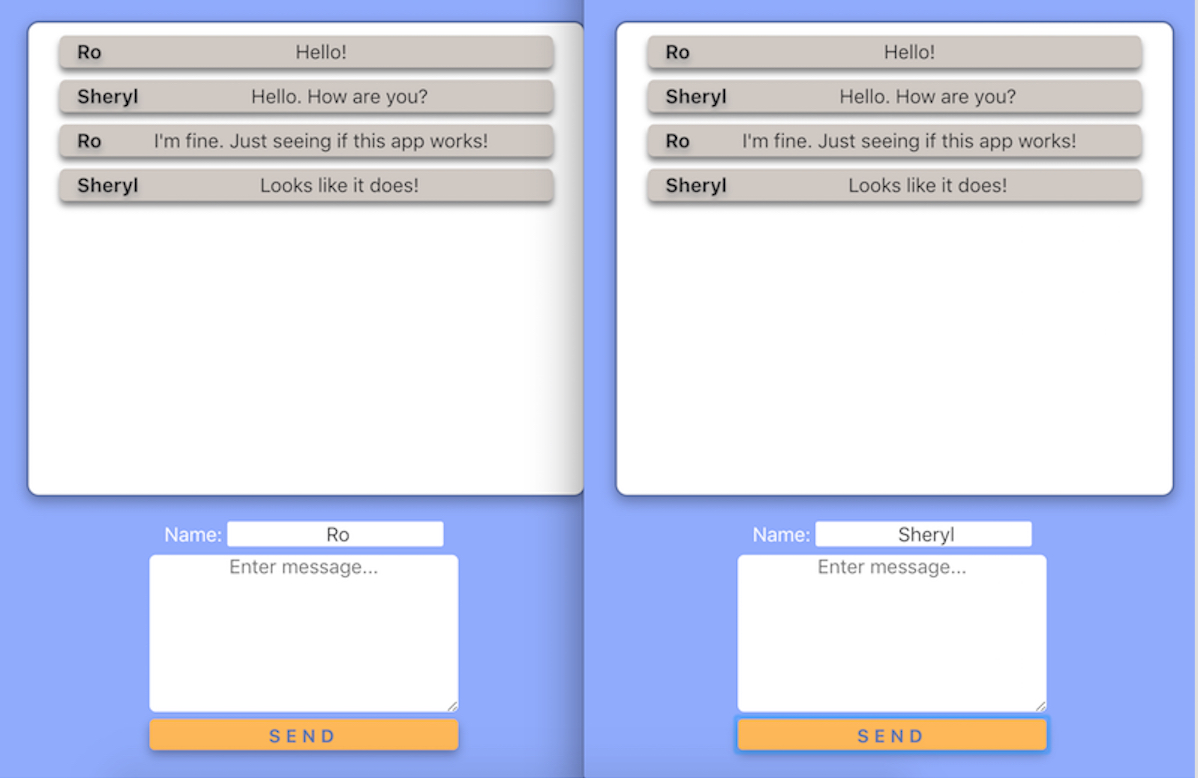 Ro Hello!
Sheryl Hello. How are you?
Ro I'm fine. Just seeing if this app works!
Sheryl Looks like it does!
Name: Ro
Enter message...
SEND
Ro Hello!
Sheryl Hello. How are you?
Ro I'm fine. Just seeing if this app works!
Sheryl Looks like it does!
Name: Sheryl
Enter message...
SEND